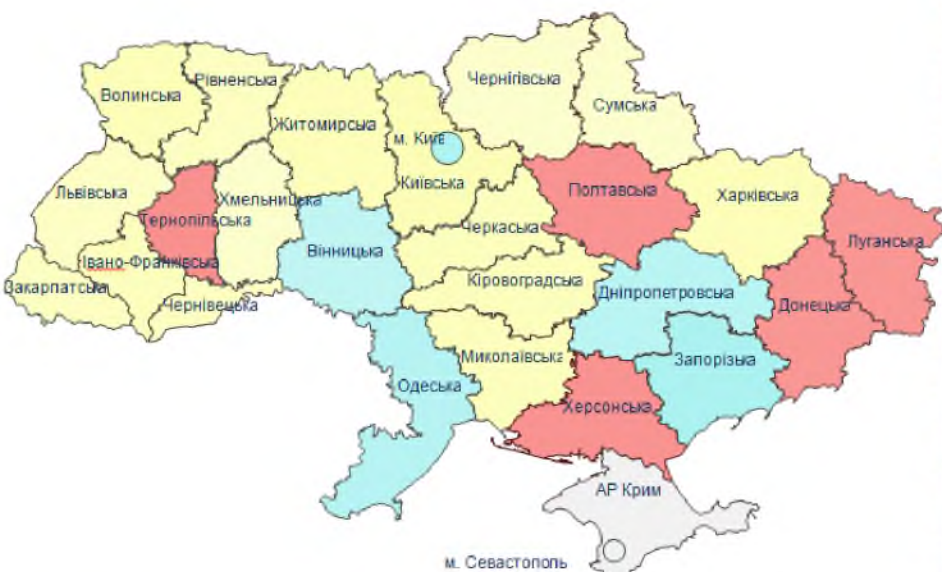 Чернігівська
Рівненська
Волинська
Сумська
Житомирська
м. Київ
Київська
Львівська
Хмельницька
Полтавська
Харківська
Тернопільська
Черкаська
Луганська
Вінницька
Івано-Франківська
Кіровоградська
Закарпатська
Дніпропетровська
Чернівецька
Донецька
Миколаївська
Запорізька
Одеська
Херсонська
АР Крим
м. Севастополь